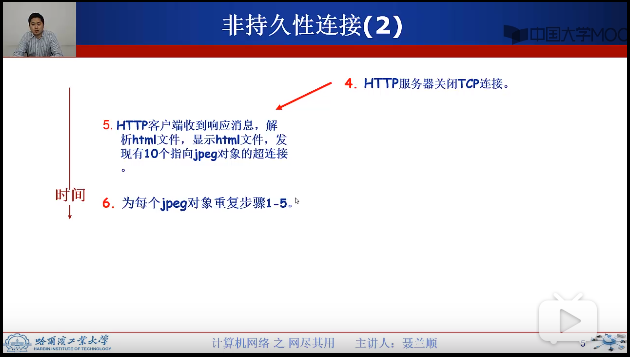 非持久性连接(2)
中国大学MOO
4. HTTP服务器关闭TCP连接。
5. HTTP客户端收到响应消息，解
析html文件，显示html文件，发
现有10个指向jpeg对象的超连接
。
时间
6. 为每个jpeg对象重复步骤1-5。
哈尔滨工业大学
HARBIN INSTITUTE OF TECHNOLOGY
计算机网络 之 网尽其用 主讲人：聂兰顺